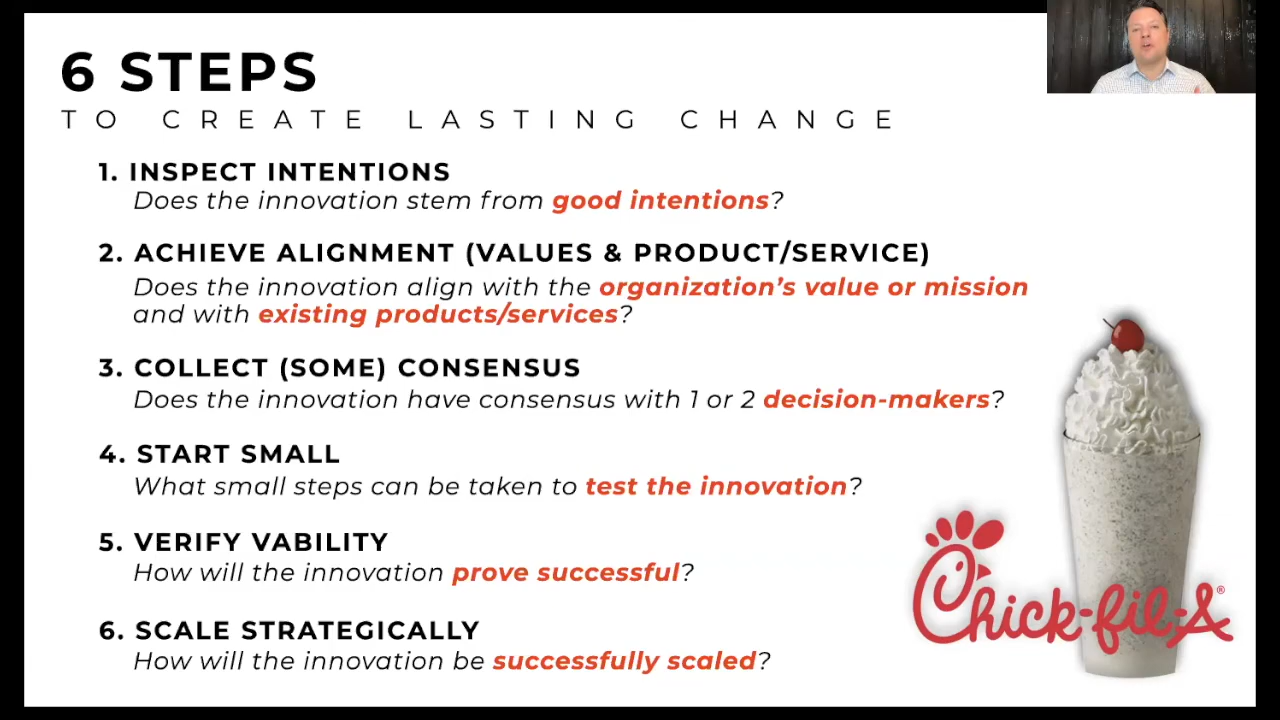 6 STEPS
TO CREATE LASTING CHANGE
1. INSPECT INTENTIONS
Does the innovation stem from good intentions?
2. ACHIEVE ALIGNMENT (VALUES & PRODUCT/SERVICE)
Does the innovation align with the organization's value or mission
and with existing products/services?
3. COLLECT (SOME) CONSENSUS
Does the innovation have consensus with 1 or 2 decision-makers?
4. START SMALL
What small steps can be taken to test the innovation?
5. VERIFY VABILITY
How will the innovation prove successful?
6. SCALE STRATEGICALLY
How will the innovation be successfully scaled?
Chick-fil-A®